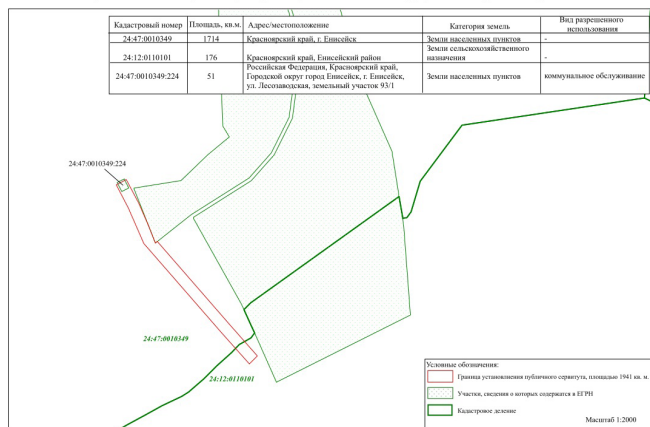 Кадастровый номер Площадь, кв.м. Адрес/местоположение Категория земель Вид разрешенного использования
24:47:0010349 1714 Красноярский край, г. Енисейск Земли населенных пунктов -
24:12:0110101 176 Красноярский край, Енисейский район Земли сельскохозяйственного назначения -
24:47:0010349:224 51 Российская Федерация, Красноярский край, Городской округ город Енисейск, г. Енисейск, ул. Лесозаводская, земельный участок 93/1 Земли населенных пунктов коммунальное обслуживание
24:47:0010349:224
24:47:0010349
24:12:0110101
Условные обозначения:
Граница установления публичного сервитута, площадью 1941 кв. м.
Участки, сведения о которых содержатся в ЕГРН
Кадастровое деление
Масштаб 1:2000